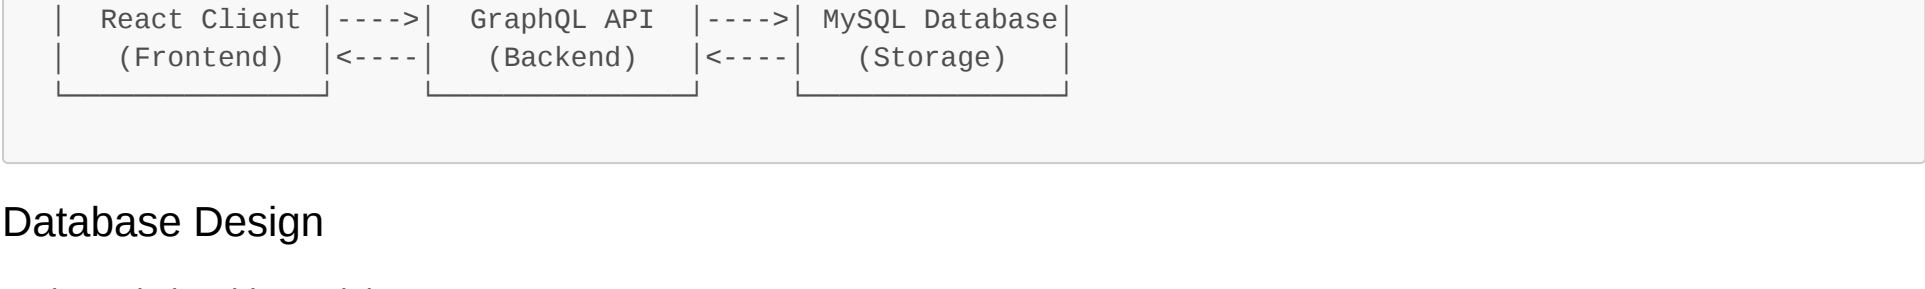 │  React Client │---->│  GraphQL API  │---->│ MySQL Database│
│   (Frontend)  │<----│   (Backend)   │<----│   (Storage)   │
└───────────────┘     └───────────────┘     └───────────────┘
Database Design